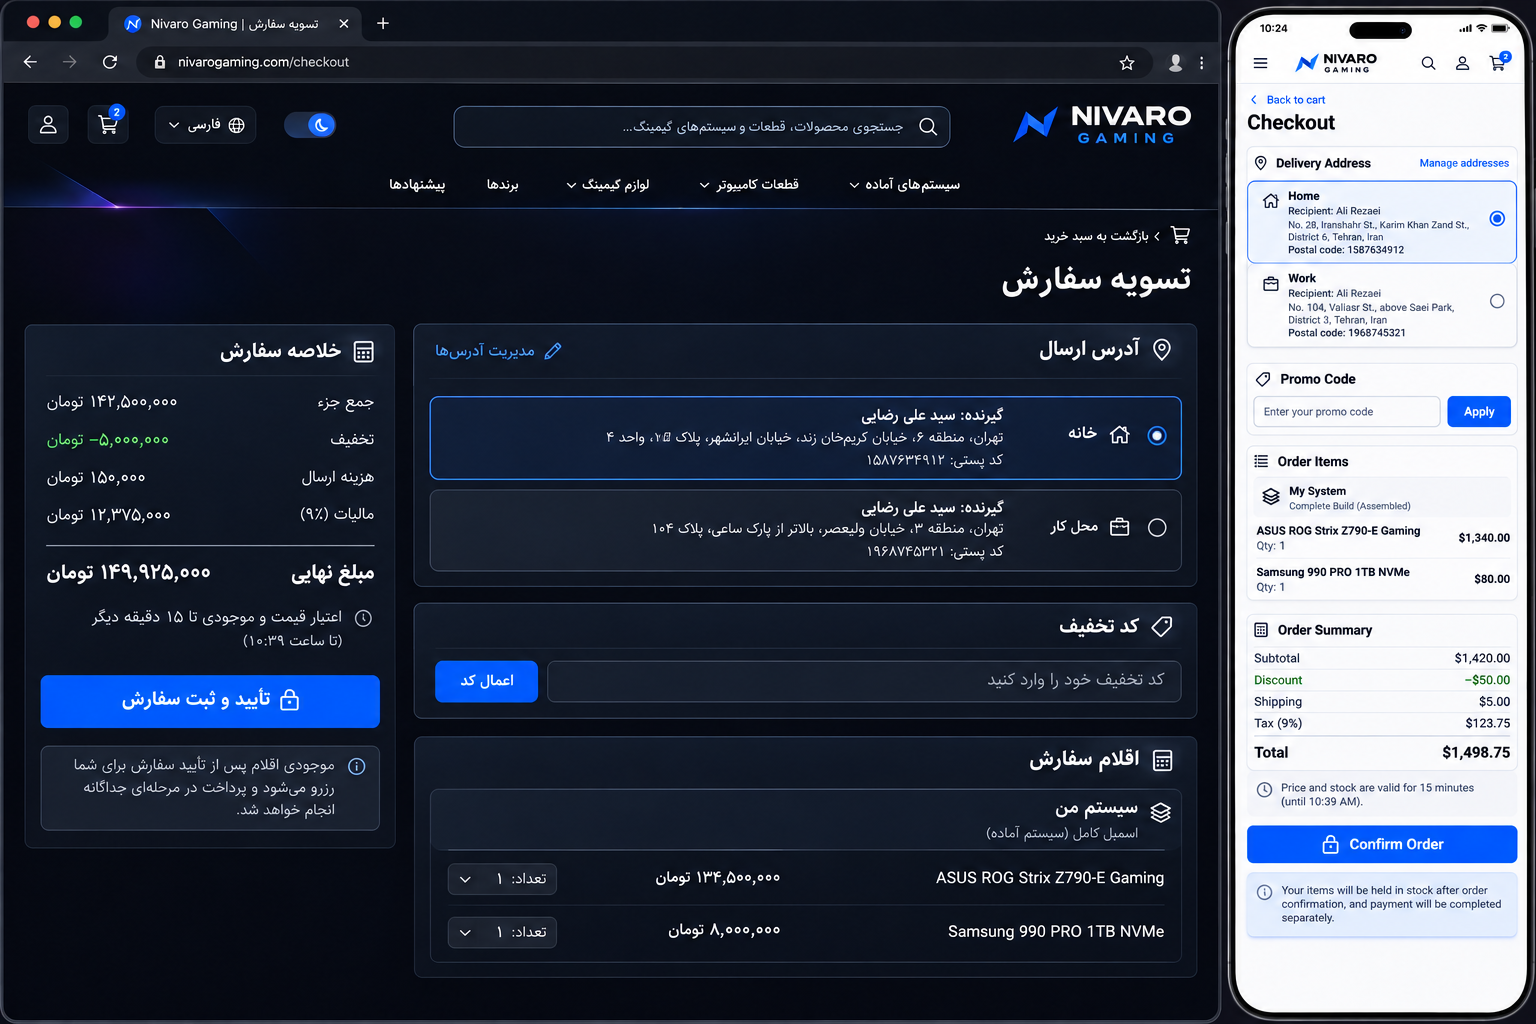 Nivaro Gaming | تسویه سفارش
nivarogaming.com/checkout
NIVARO
GAMING
جستجوی محصولات، قطعات و سیستم‌های گیمینگ...
فارسی
2
سیستم‌های آماده
قطعات کامپیوتر
لوازم گیمینگ
برندها
پیشنهادها
بازگشت به سبد خرید
تسویه سفارش
آدرس ارسال
مدیریت آدرس‌ها
خانه
گیرنده: سید علی رضایی
تهران، منطقه ۶، خیابان کریم‌خان زند، خیابان ایرانشهر، پلاک، واحد ۴
کد پستی: ۱۵۸۷۶۳۴۹۱۲
محل کار
گیرنده: سید علی رضایی
تهران، منطقه ۳، خیابان ولیعصر، بالاتر از پارک ساعی، پلاک ۱۰۴
کد پستی: ۱۹۶۸۷۴۵۳۲۱
کد تخفیف
کد تخفیف خود را وارد کنید
اعمال کد
اقلام سفارش
سیستم من
اسمبل کامل (سیستم آماده)
ASUS ROG Strix Z790-E Gaming
۱۳۴,۵۰۰,۰۰۰ تومان
تعداد: ۱
Samsung 990 PRO 1TB NVMe
۸,۰۰۰,۰۰۰ تومان
تعداد: ۱
خلاصه سفارش
جمع جزء ۱۴۲,۵۰۰,۰۰۰ تومان
تخفیف −۵,۰۰۰,۰۰۰ تومان
هزینه ارسال ۱۵۰,۰۰۰ تومان
مالیات (۹٪) ۱۲,۳۷۵,۰۰۰ تومان
مبلغ نهایی ۱۴۹,۹۲۵,۰۰۰ تومان
اعتبار قیمت و موجودی تا ۱۵ دقیقه دیگر
(تا ساعت ۱۰:۳۹)
تأیید و ثبت سفارش
موجودی اقلام پس از تأیید سفارش برای شما
رزرو می‌شود و پرداخت در مرحله‌ای جداگانه
انجام خواهد شد.
10:24
NIVARO
GAMING
2
Back to cart
Checkout
Delivery Address
Manage addresses
Home
Recipient: Ali Rezaei
No. 28, Iranshahr St., Karim Khan Zand St.,
District 6, Tehran, Iran
Postal code: 1587634912
Work
Recipient: Ali Rezaei
No. 104, Valiasr St., above Saei Park,
District 3, Tehran, Iran
Postal code: 1968745321
Promo Code
Enter your promo code
Apply
Order Items
My System
Complete Build (Assembled)
ASUS ROG Strix Z790-E Gaming
Qty: 1
$1,340.00
Samsung 990 PRO 1TB NVMe
Qty: 1
$80.00
Order Summary
Subtotal $1,420.00
Discount −$50.00
Shipping $5.00
Tax (9%) $123.75
Total $1,498.75
Price and stock are valid for 15 minutes
(until 10:39 AM).
Confirm Order
Your items will be held in stock after order
confirmation, and payment will be completed
separately.